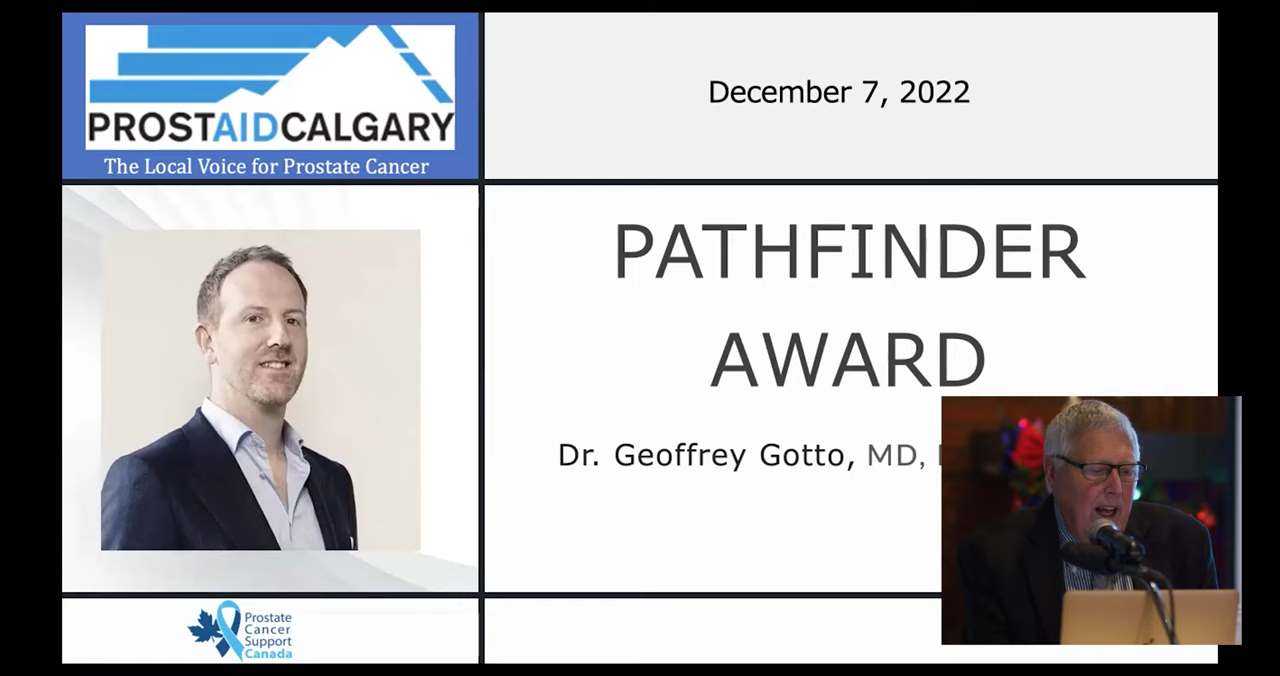 PROSTAIDCALGARY
The Local Voice for Prostate Cancer
December 7, 2022
PATHFINDER
AWARD
Dr. Geoffrey Gotto, MD,
Prostate
Cancer
Support
Canada